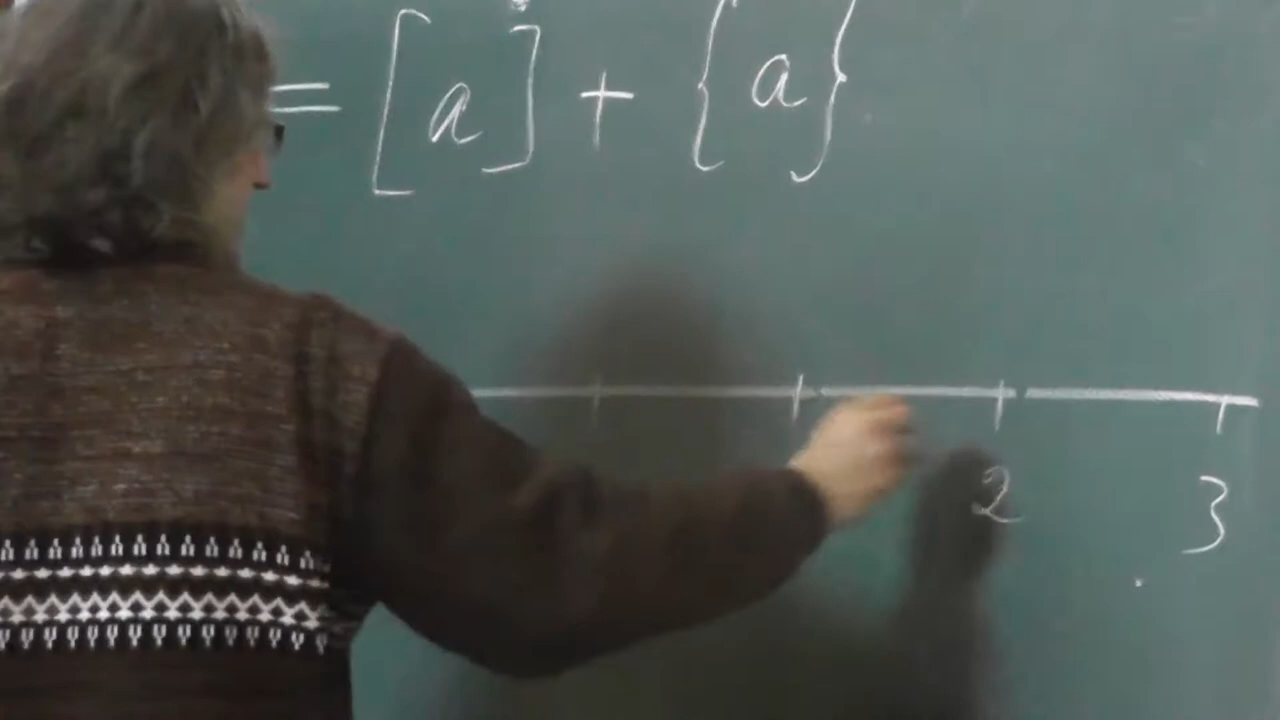 = [a] + {a}
2 3